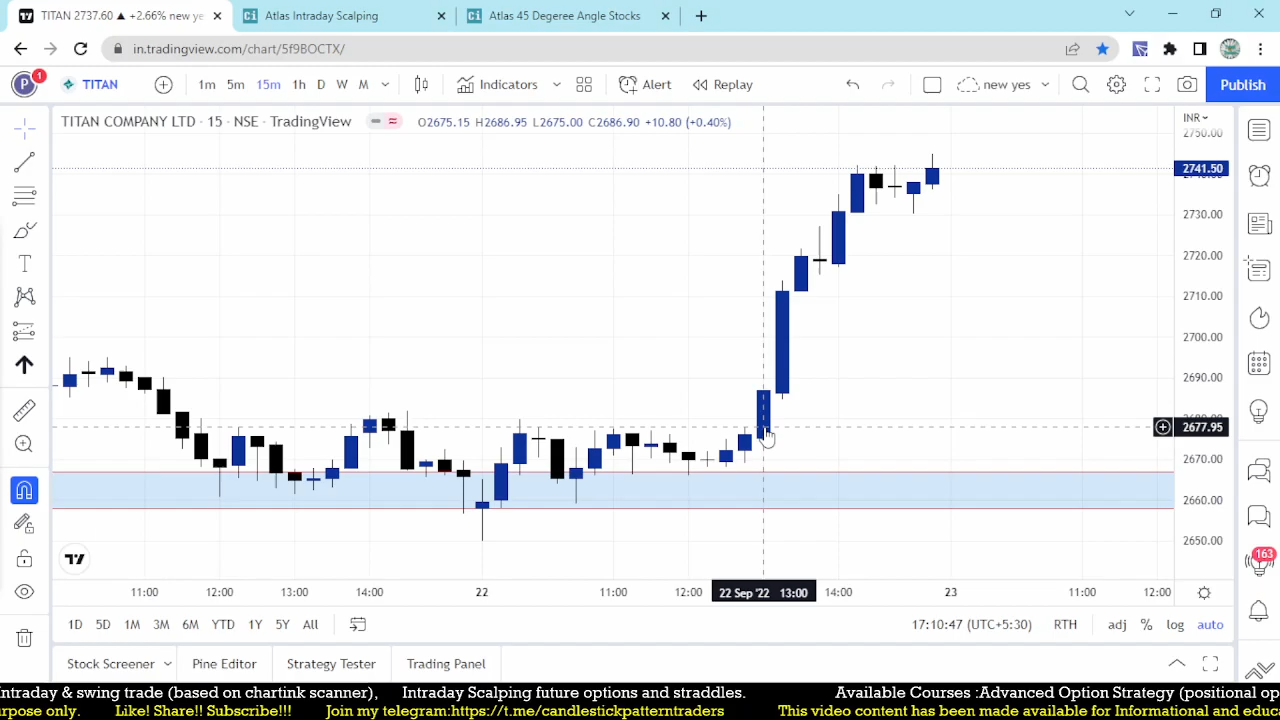 TITAN 2737.60 ▲ +2.66% new ye
Atlas Intraday Scalping
Atlas 45 Degeree Angle Stocks
in.tradingview.com/chart/5f9BOCTX/
P 1 TITAN 1m 5m 15m 1h D W M Indicators Alert Replay new yes Publish
TITAN COMPANY LTD · 15 · NSE · TradingView O2675.15 H2686.95 L2675.00 C2686.90 +10.80 (+0.40%)
INR
2750.00
2741.50
2730.00
2720.00
2710.00
2700.00
2690.00
2677.95
2670.00
2660.00
2650.00
163
11:00 12:00 13:00 14:00 22 11:00 12:00 22 Sep '22 13:00 14:00 23 11:00 12:00
1D 5D 1M 3M 6M YTD 1Y 5Y All 17:10:47 (UTC+5:30) RTH adj % log auto
Stock Screener Pine Editor Strategy Tester Trading Panel
Intraday & swing trade (based on chartink scanner), Intraday Scalping future options and straddles. Available Courses :Advanced Option Strategy (positional op
urpose only. Like! Share!! Subscribe!!! Join my telegram:https://t.me/candlestickpatterntraders This video content has been made available for Informational and educ